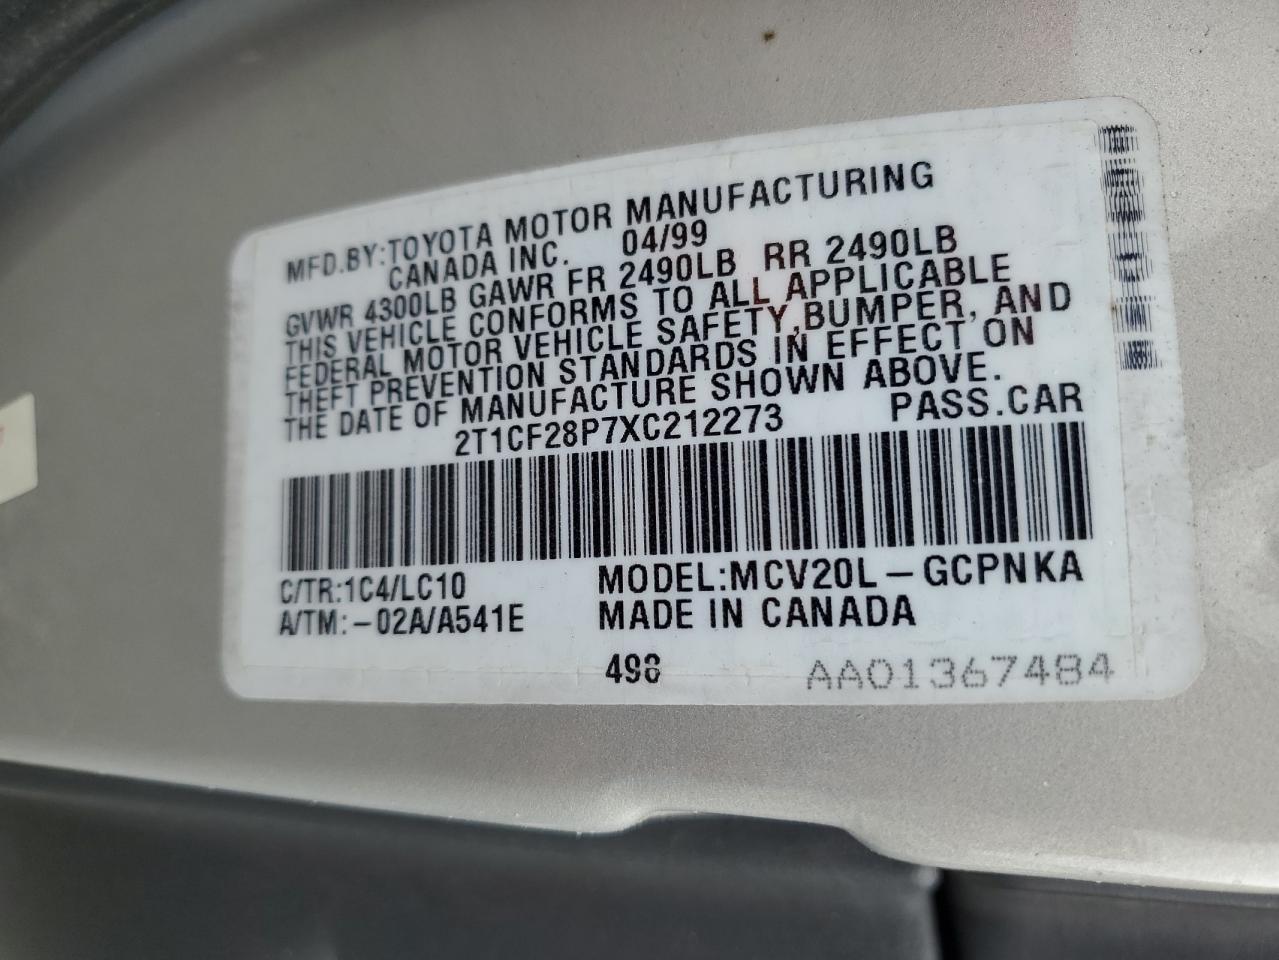 MFD.BY:TOYOTA MOTOR MANUFACTURING
CANADA INC. 04/99
GVWR 4300LB GAWR FR 2490LB RR 2490LB
THIS VEHICLE CONFORMS TO ALL APPLICABLE
FEDERAL MOTOR VEHICLE SAFETY,BUMPER, AND
THEFT PREVENTION STANDARDS IN EFFECT ON
THE DATE OF MANUFACTURE SHOWN ABOVE.
2T1CF28P7XC212273 PASS.CAR
C/TR:1C4/LC10 MODEL:MCV20L-GCPNKA
A/TM:-02A/A541E MADE IN CANADA
498 AA01367484